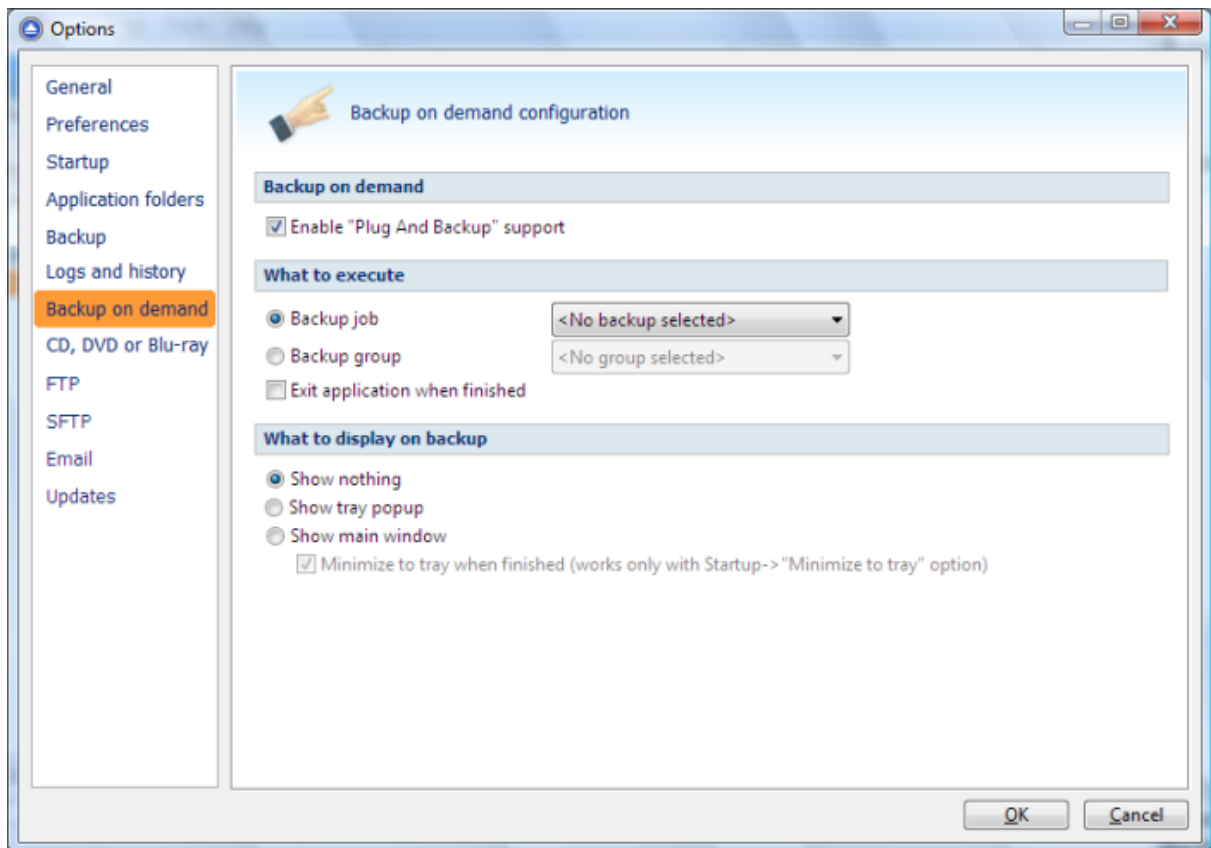 Options
General
Preferences
Startup
Application folders
Backup
Logs and history
Backup on demand
CD, DVD or Blu-ray
FTP
SFTP
Email
Updates
Backup on demand configuration
Backup on demand
Enable "Plug And Backup" support
What to execute
Backup job <No backup selected>
Backup group <No group selected>
Exit application when finished
What to display on backup
Show nothing
Show tray popup
Show main window
Minimize to tray when finished (works only with Startup->"Minimize to tray" option)
OK Cancel